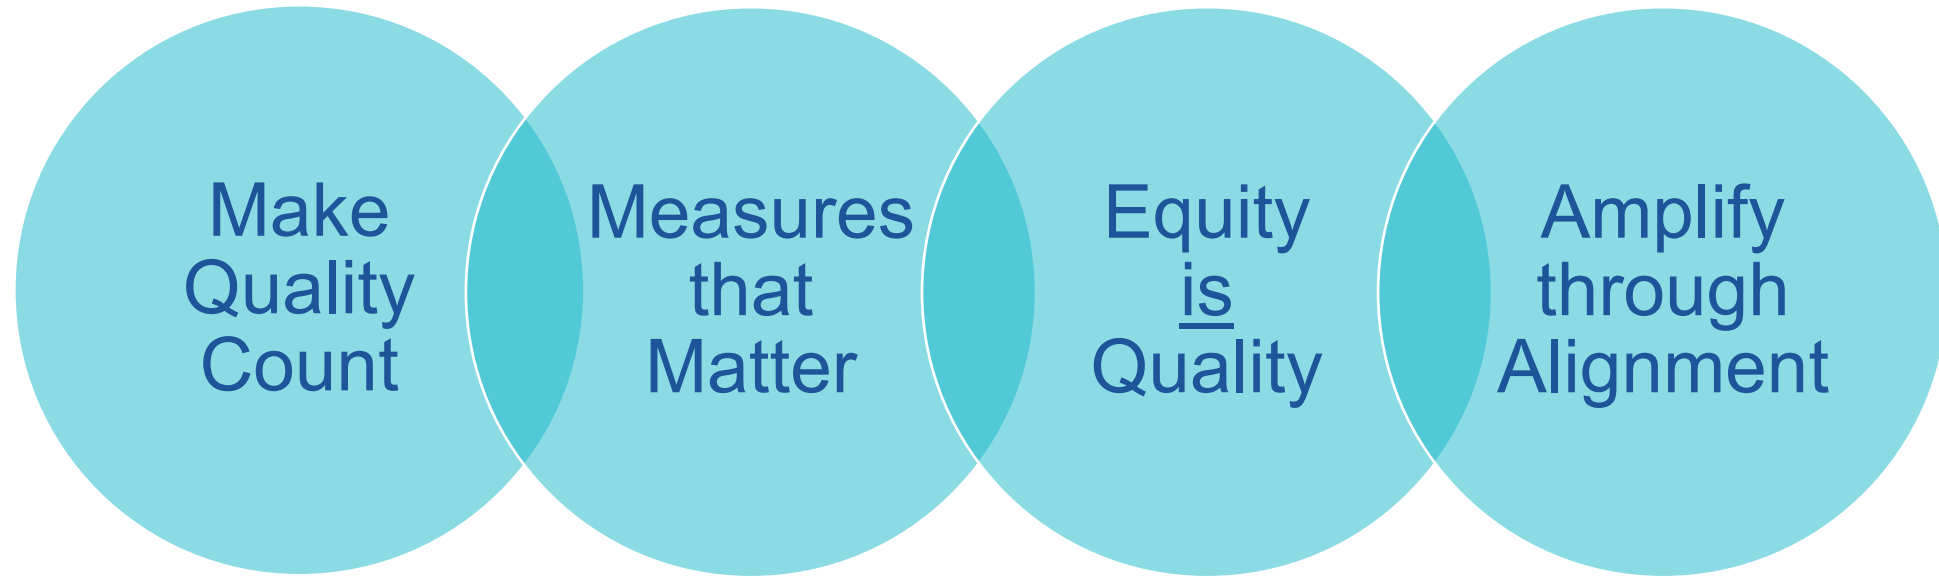 Make
Quality
Count
Measures
that
Matter
Equity
is
Quality
Amplify
through
Alignment